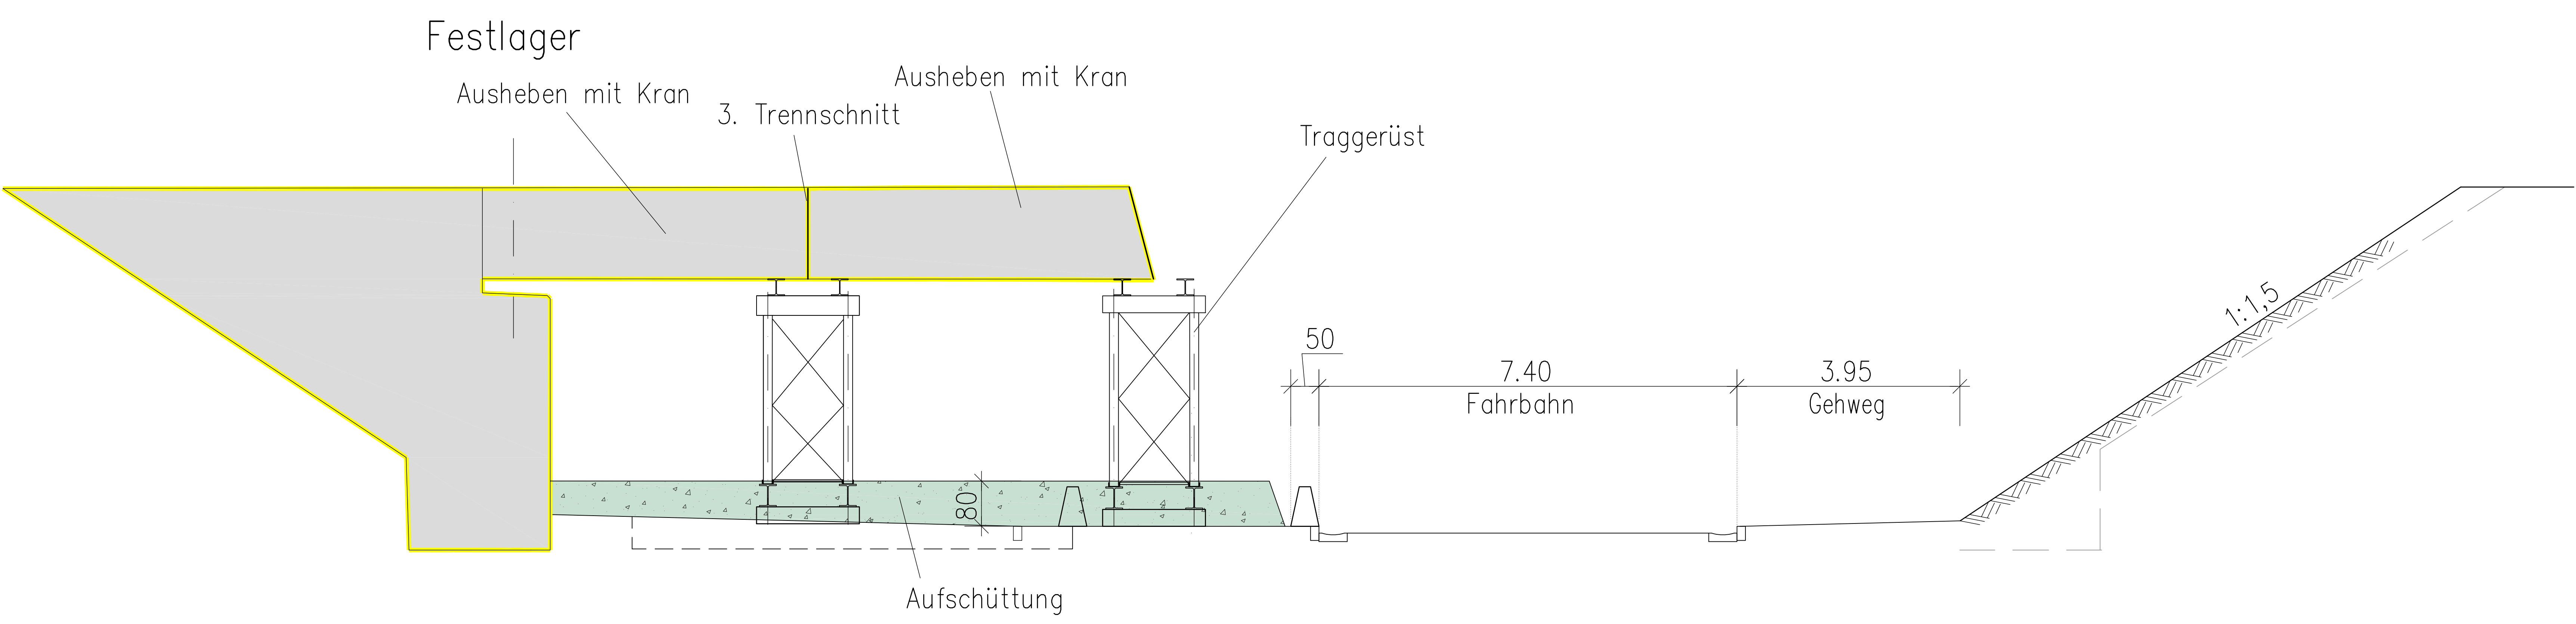 Festlager
Ausheben mit Kran
Ausheben mit Kran
3. Trennschnitt
Traggerüst
1:1,5
50
7.40
3.95
Fahrbahn
Gehweg
80
Aufschüttung